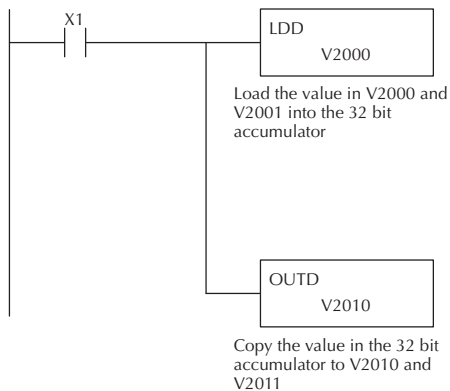 X1
LDD
V2000
Load the value in V2000 and
V2001 into the 32 bit
accumulator
OUTD
V2010
Copy the value in the 32 bit
accumulator to V2010 and
V2011